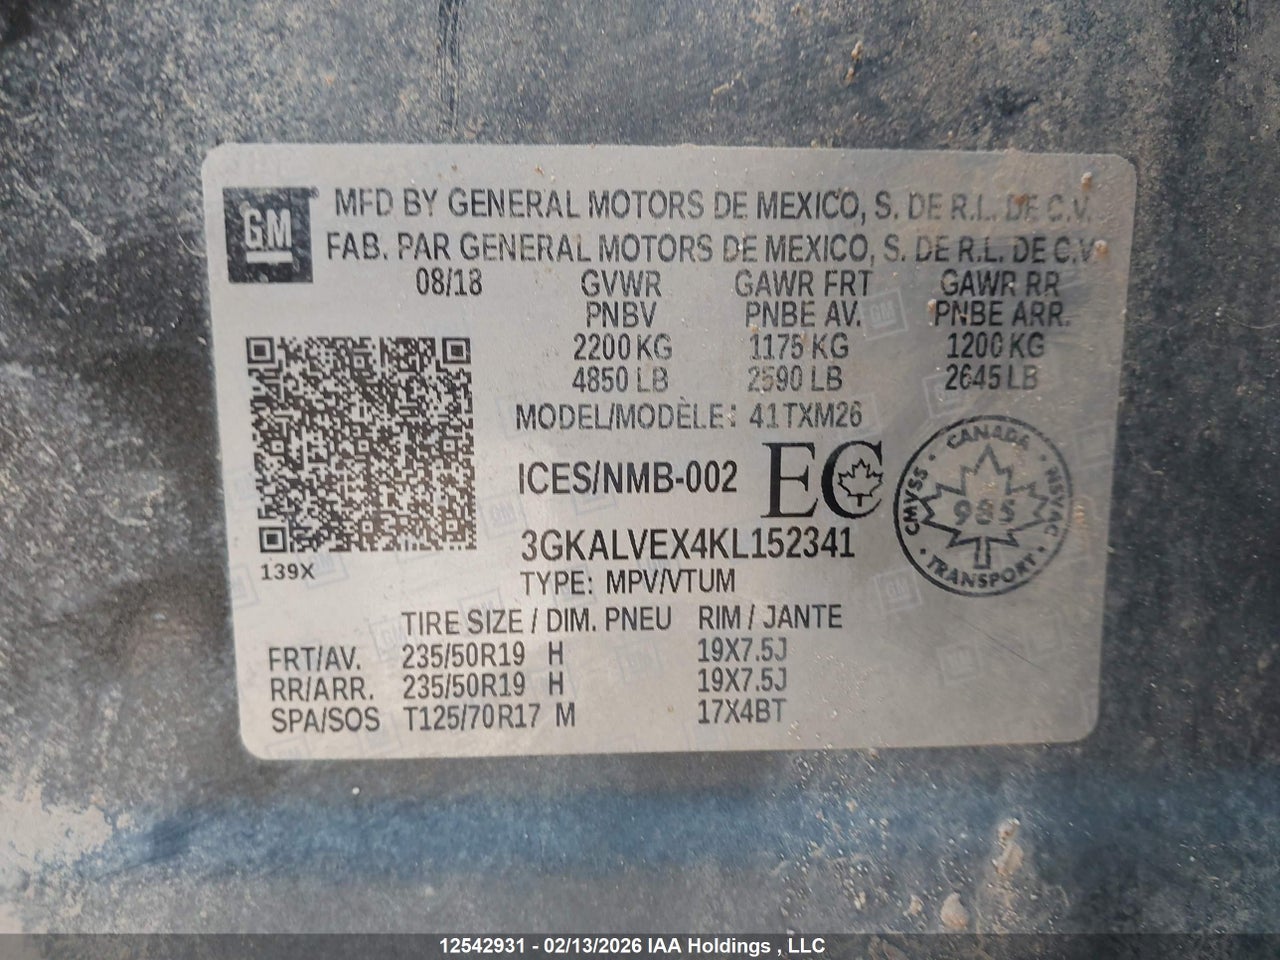 GM
MFD BY GENERAL MOTORS DE MEXICO, S. DE R.L. DE C.V.
FAB. PAR GENERAL MOTORS DE MEXICO, S. DE R.L. DE C.V.
08/18 GVWR GAWR FRT GAWR RR
PNBV PNBE AV. PNBE ARR.
2200 KG 1175 KG 1200 KG
4850 LB 2590 LB 2645 LB
MODEL/MODÈLE: 41TXM26
ICES/NMB-002 EC
CANADA
CMVSS NSVAC
985
TRANSPORT
3GKALVEX4KL152341
139X
TYPE: MPV/VTUM
TIRE SIZE / DIM. PNEU RIM / JANTE
FRT/AV. 235/50R19 H 19X7.5J
RR/ARR. 235/50R19 H 19X7.5J
SPA/SOS T125/70R17 M 17X4BT
12542931 - 02/13/2026 IAA Holdings , LLC